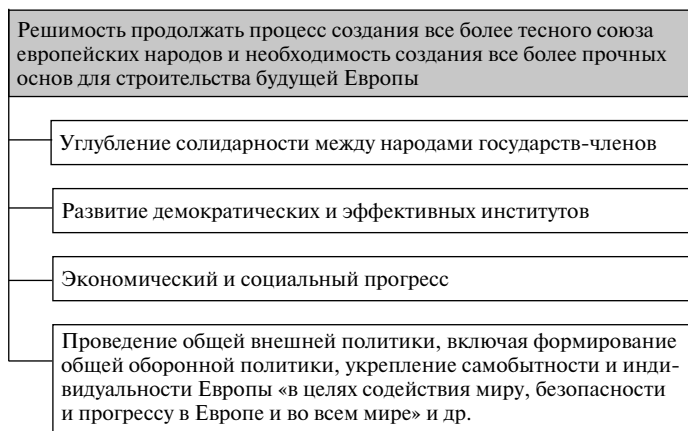 Решимость продолжать процесс создания все более тесного союза
европейских народов и необходимость создания все более прочных
основ для строительства будущей Европы
Углубление солидарности между народами государств-членов
Развитие демократических и эффективных институтов
Экономический и социальный прогресс
Проведение общей внешней политики, включая формирование
общей оборонной политики, укрепление самобытности и инди-
видуальности Европы «в целях содействия миру, безопасности
и прогрессу в Европе и во всем мире» и др.